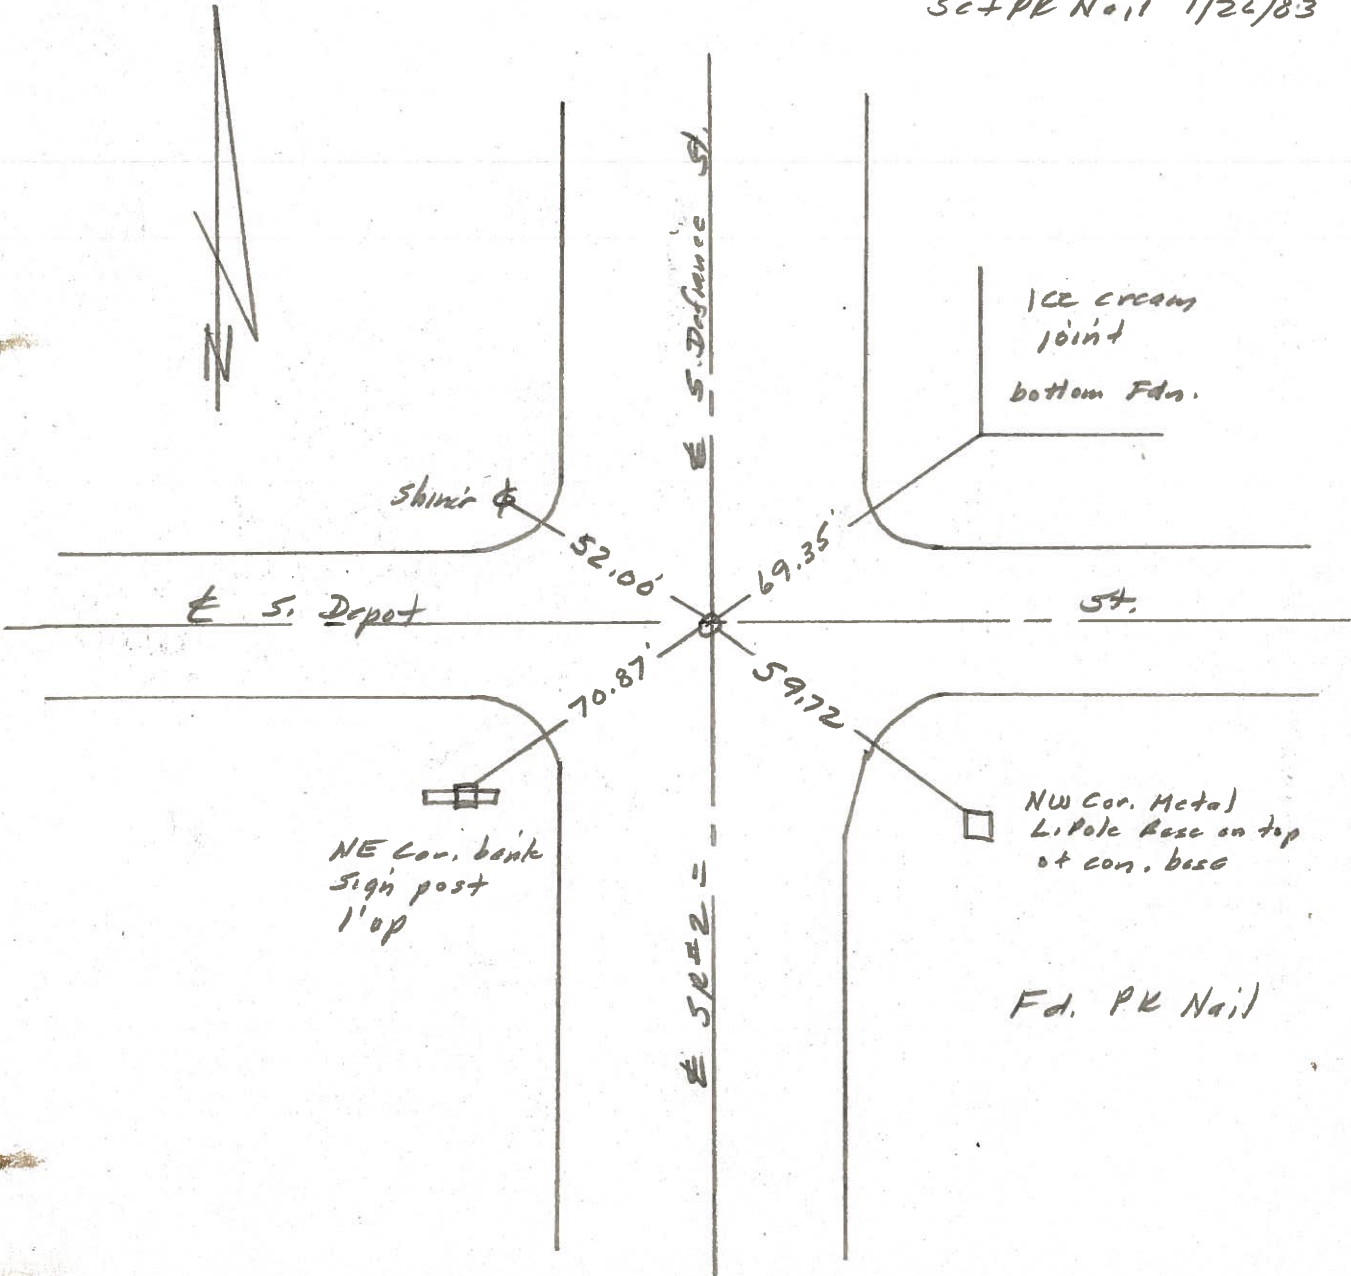 Set PK Nail 1/26/83
N
℄ S. Defiance St.
Ice cream
joint
bottom Fdn.
Shiner
52.00'
69.35'
℄ S. Depot St.
70.87'
59.72
NE Cor. bank
Sign post
1' up
NW Cor. Metal
L. Pole Base on top
of con. base
℄ SR #2
Fd. PK Nail